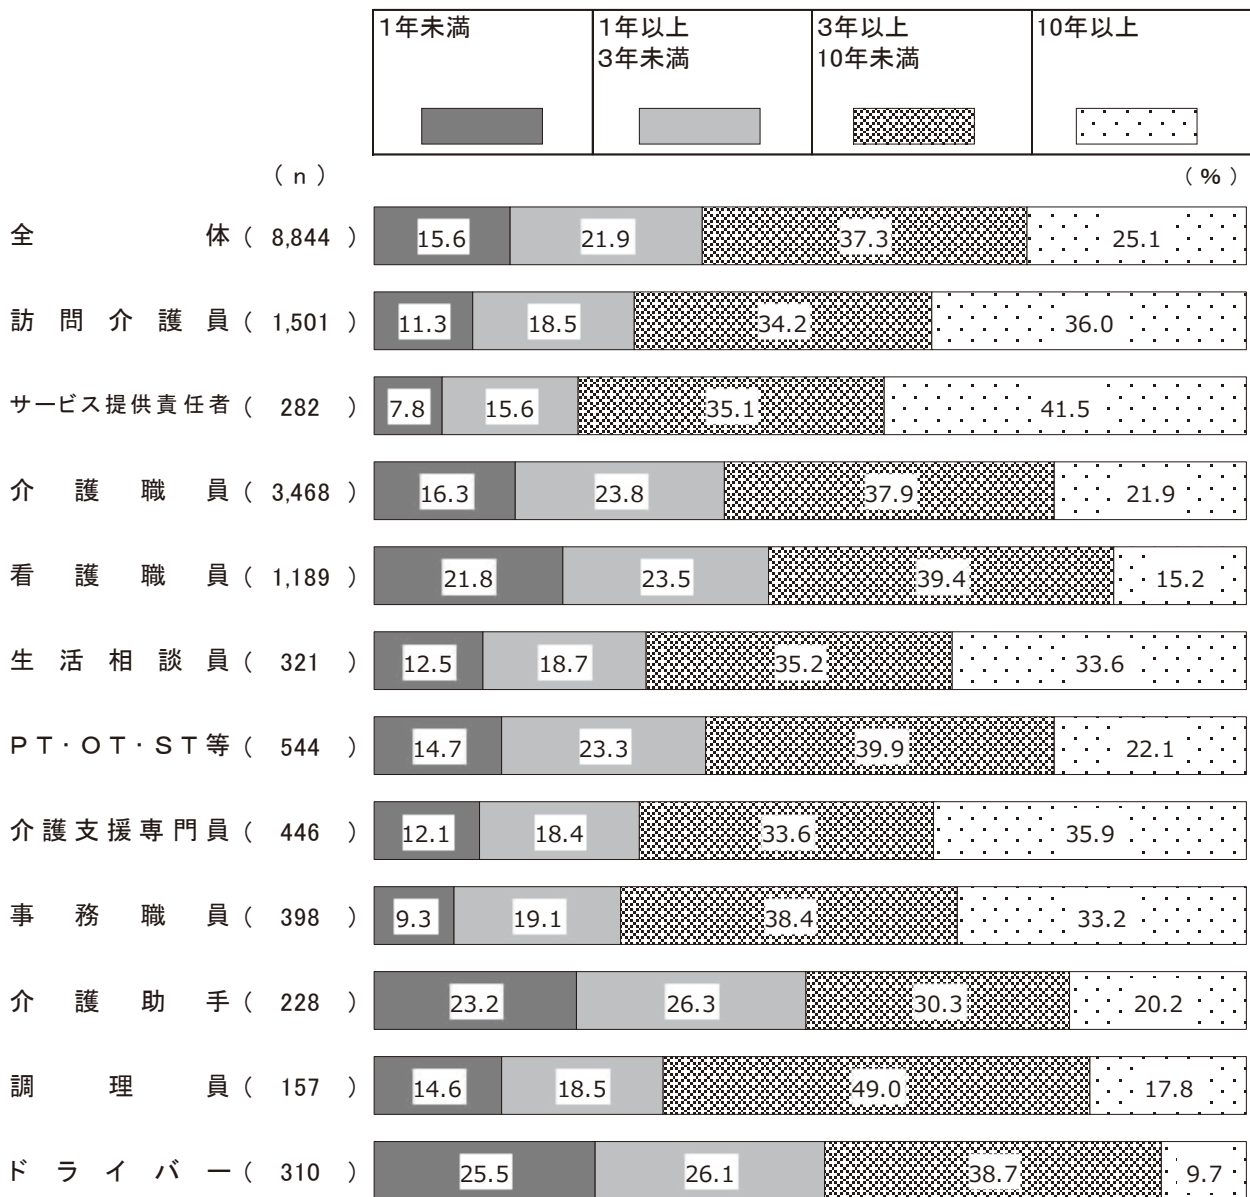 1年未満 1年以上 3年以上 10年以上
3年未満 10年未満
(n) (%)
全体 ( 8,844 ) 15.6 21.9 37.3 25.1
訪問介護員 ( 1,501 ) 11.3 18.5 34.2 36.0
サービス提供責任者 ( 282 ) 7.8 15.6 35.1 41.5
介護職員 ( 3,468 ) 16.3 23.8 37.9 21.9
看護職員 ( 1,189 ) 21.8 23.5 39.4 15.2
生活相談員 ( 321 ) 12.5 18.7 35.2 33.6
PT・OT・ST等 ( 544 ) 14.7 23.3 39.9 22.1
介護支援専門員 ( 446 ) 12.1 18.4 33.6 35.9
事務職員 ( 398 ) 9.3 19.1 38.4 33.2
介護助手 ( 228 ) 23.2 26.3 30.3 20.2
調理員 ( 157 ) 14.6 18.5 49.0 17.8
ドライバー ( 310 ) 25.5 26.1 38.7 9.7